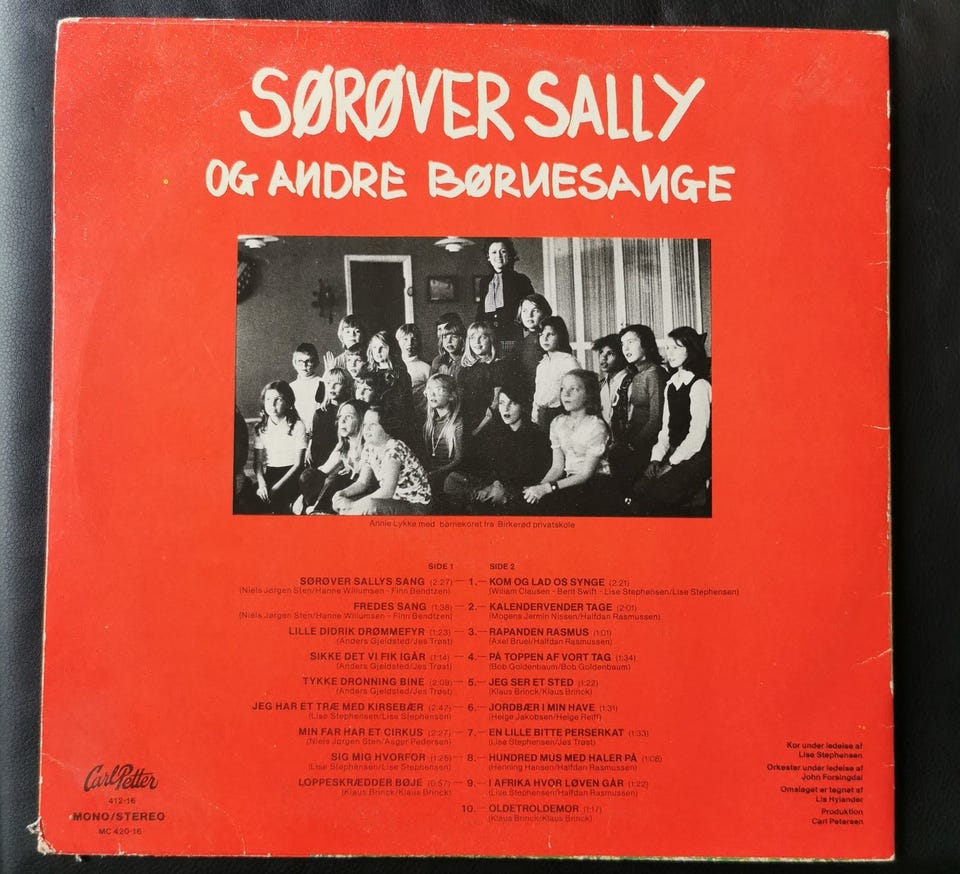 SØRØVER SALLY
OG ANDRE BØRNESANGE
Annie Lykke med børnekoret fra Birkerød privatskole
SIDE 1
SØRØVER SALLYS SANG (2:27) — 1. —
(Niels Jørgen Sten/Hanne Willumsen - Finn Bendtzen)
FREDES SANG (1:38) — 2. —
(Niels Jørgen Sten/Hanne Willumsen - Finn Bendtzen)
LILLE DIDRIK DRØMMEFYR (1:23) — 3. —
(Anders Gjeldsted/Jes Trøst)
SIKKE DET VI FIK IGÅR (1:14) — 4. —
(Anders Gjeldsted/Jes Trøst)
TYKKE DRONNING BINE (2:09) — 5. —
(Anders Gjeldsted/Jes Trøst)
JEG HAR ET TRÆ MED KIRSEBÆR (2:47) — 6. —
(Lise Stephensen/Lise Stephensen)
MIN FAR HAR ET CIRKUS (2:27) — 7. —
(Niels Jørgen Sten/Asger Pedersen)
SIG MIG HVORFOR (1:25) — 8. —
(Lise Stephensen/Lise Stephensen)
LOPPESKRÆDDER BØJE (0:57) — 9. —
(Klaus Brinck/Klaus Brinck)
10. —
SIDE 2
KOM OG LAD OS SYNGE (2:21)
(Wiliam Clausen - Berit Swift - Lise Stephensen/Lise Stephensen)
KALENDERVENDER TAGE (2:01)
(Mogens Jermin Nissen/Halfdan Rasmussen)
RAPANDEN RASMUS (1:01)
(Axel Bruel/Halfdan Rasmussen)
PÅ TOPPEN AF VORT TAG (1:34)
(Bob Goldenbaum/Bob Goldenbaum)
JEG SER ET STED (1:22)
(Klaus Brinck/Klaus Brinck)
JORDBÆR I MIN HAVE (1:31)
(Helge Jakobsen/Helge Reiff)
EN LILLE BITTE PERSERKAT (1:33)
(Lise Stephensen/Jes Trøst)
HUNDRED MUS MED HALER PÅ (1:08)
(Henning Hansen/Halfdan Rasmussen)
I AFRIKA HVOR LØVEN GÅR (1:22)
(Lise Stephensen/Halfdan Rasmussen)
OLDETROLDEMOR (1:17)
(Klaus Brinck/Klaus Brinck)
Kor under ledelse af
Lise Stephensen
Orkester under ledelse af
John Forsingdal
Omslaget er tegnet af
Lis Hylander
Produktion
Carl Petersen
Carl Petter
412-16
MONO/STEREO
MC 420-16